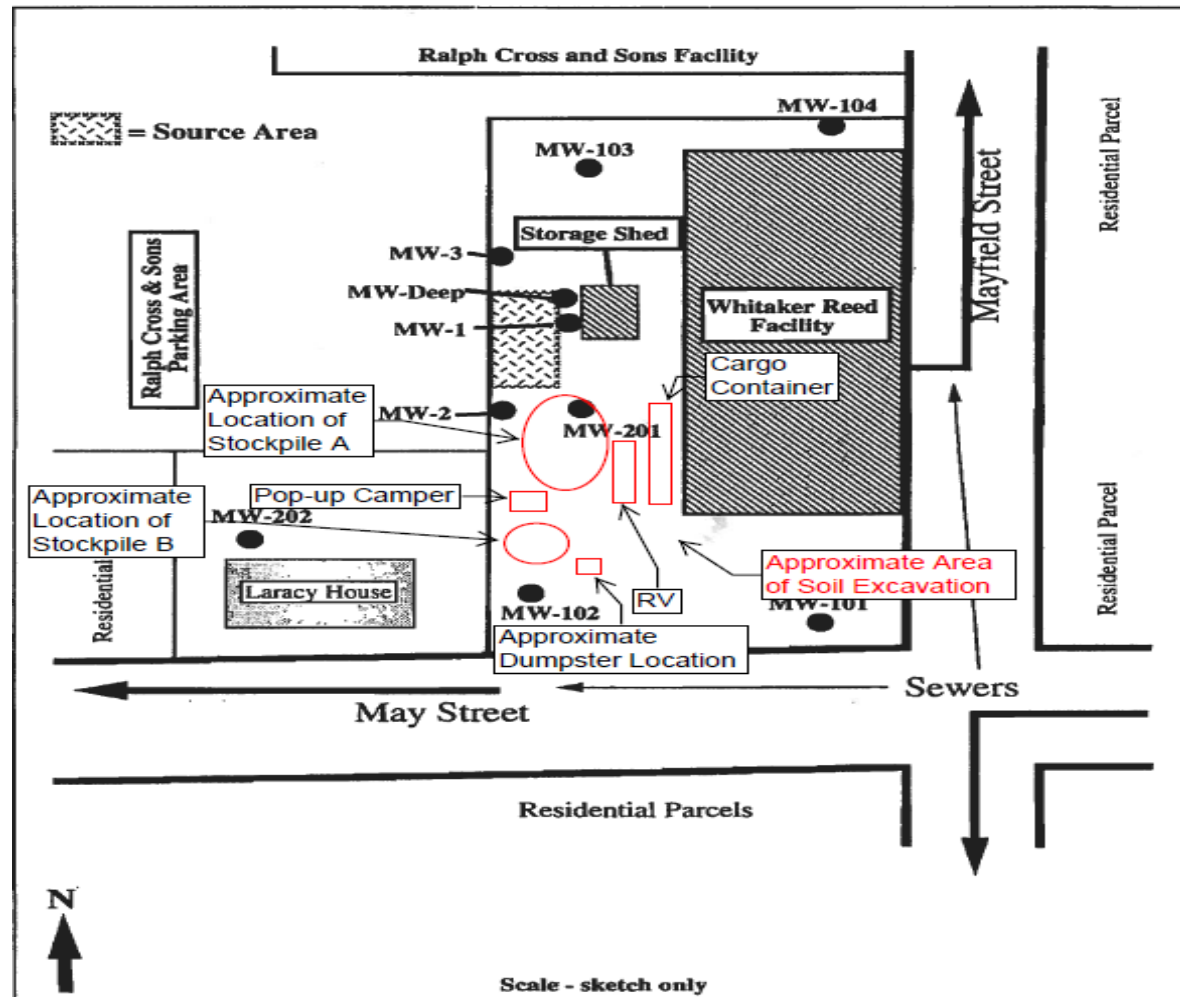 Ralph Cross and Sons Facility
MW-104
= Source Area
MW-103
Residential Parcel
Mayfield Street
Storage Shed
MW-3
Ralph Cross & Sons
Parking Area
MW-Deep
MW-1
Whitaker Reed
Facility
Cargo
Container
Approximate
Location of
Stockpile A
MW-2
MW-201
Pop-up Camper
Approximate
Location of
Stockpile B
MW-202
Residential Parcel
Approximate Area
of Soil Excavation
Residential
Laracy House
RV
MW-102
MW-101
Approximate
Dumpster Location
Sewers
May Street
Residential Parcels
N
Scale - sketch only